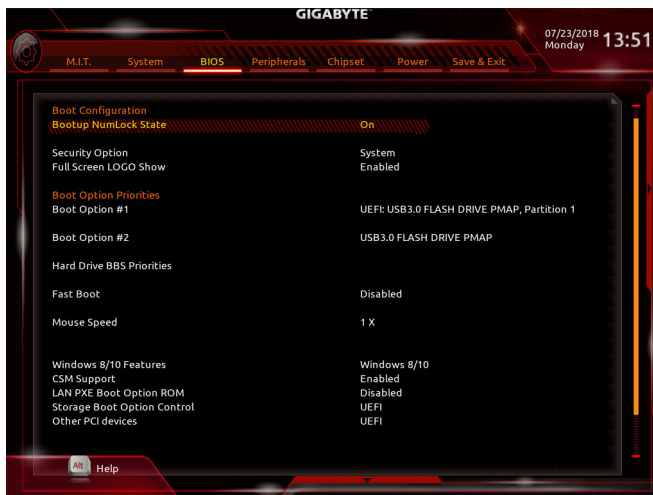 GIGABYTE™
07/23/2018 Monday 13:51
M.I.T. System BIOS Peripherals Chipset Power Save & Exit
Boot Configuration
Bootup NumLock State On
Security Option System
Full Screen LOGO Show Enabled
Boot Option Priorities
Boot Option #1 UEFI: USB3.0 FLASH DRIVE PMAP, Partition 1
Boot Option #2 USB3.0 FLASH DRIVE PMAP
Hard Drive BBS Priorities
Fast Boot Disabled
Mouse Speed 1 X
Windows 8/10 Features Windows 8/10
CSM Support Enabled
LAN PXE Boot Option ROM Disabled
Storage Boot Option Control UEFI
Other PCI devices UEFI
Alt Help